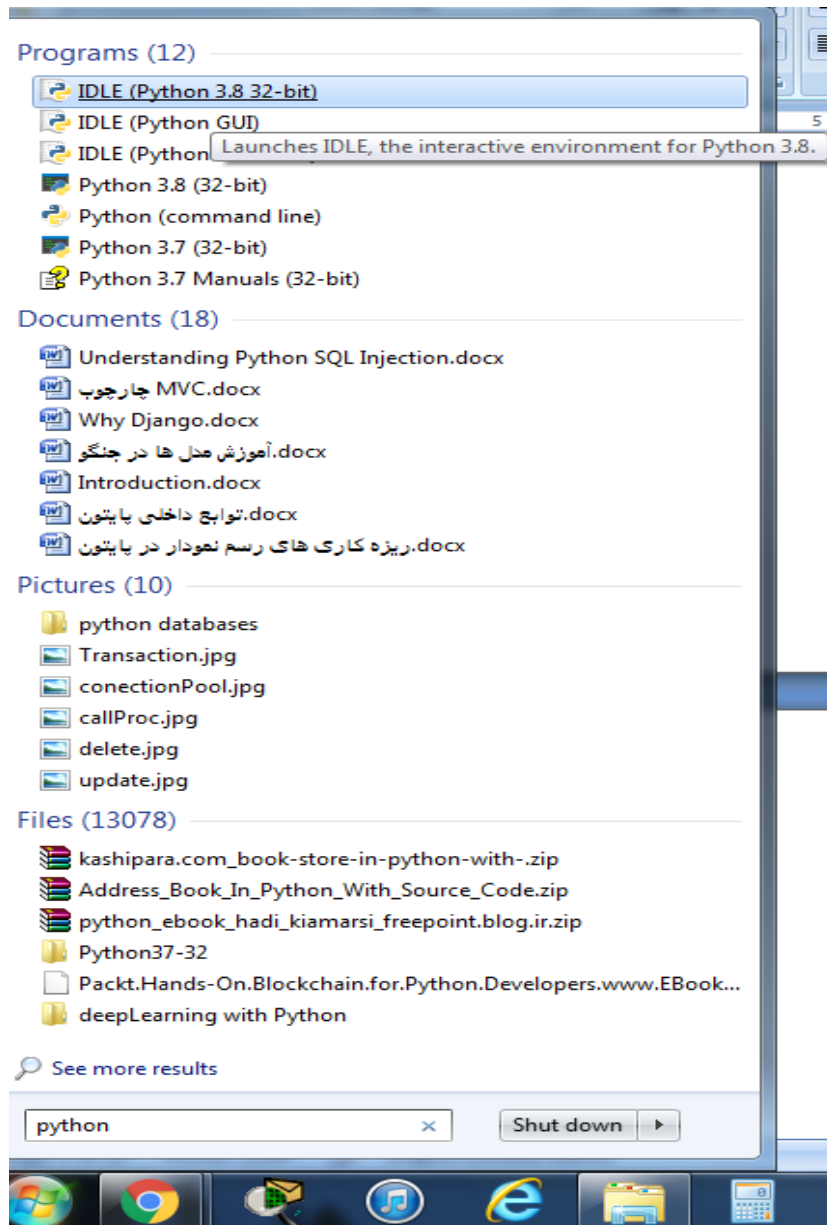 Programs (12)
IDLE (Python 3.8 32-bit)
IDLE (Python GUI)
IDLE (Python
Launches IDLE, the interactive environment for Python 3.8.
5
Python 3.8 (32-bit)
Python (command line)
Python 3.7 (32-bit)
Python 3.7 Manuals (32-bit)
Documents (18)
Understanding Python SQL Injection.docx
چارچوب MVC.docx
Why Django.docx
آموزش مدل ها در جنگو.docx
Introduction.docx
توابع داخلی پایتون.docx
ریزه کاری های رسم نمودار در پایتون.docx
Pictures (10)
python databases
Transaction.jpg
conectionPool.jpg
callProc.jpg
delete.jpg
update.jpg
Files (13078)
kashipara.com_book-store-in-python-with-.zip
Address_Book_In_Python_With_Source_Code.zip
python_ebook_hadi_kiamarsi_freepoint.blog.ir.zip
Python37-32
Packt.Hands-On.Blockchain.for.Python.Developers.www.EBook...
deepLearning with Python
See more results
python
Shut down